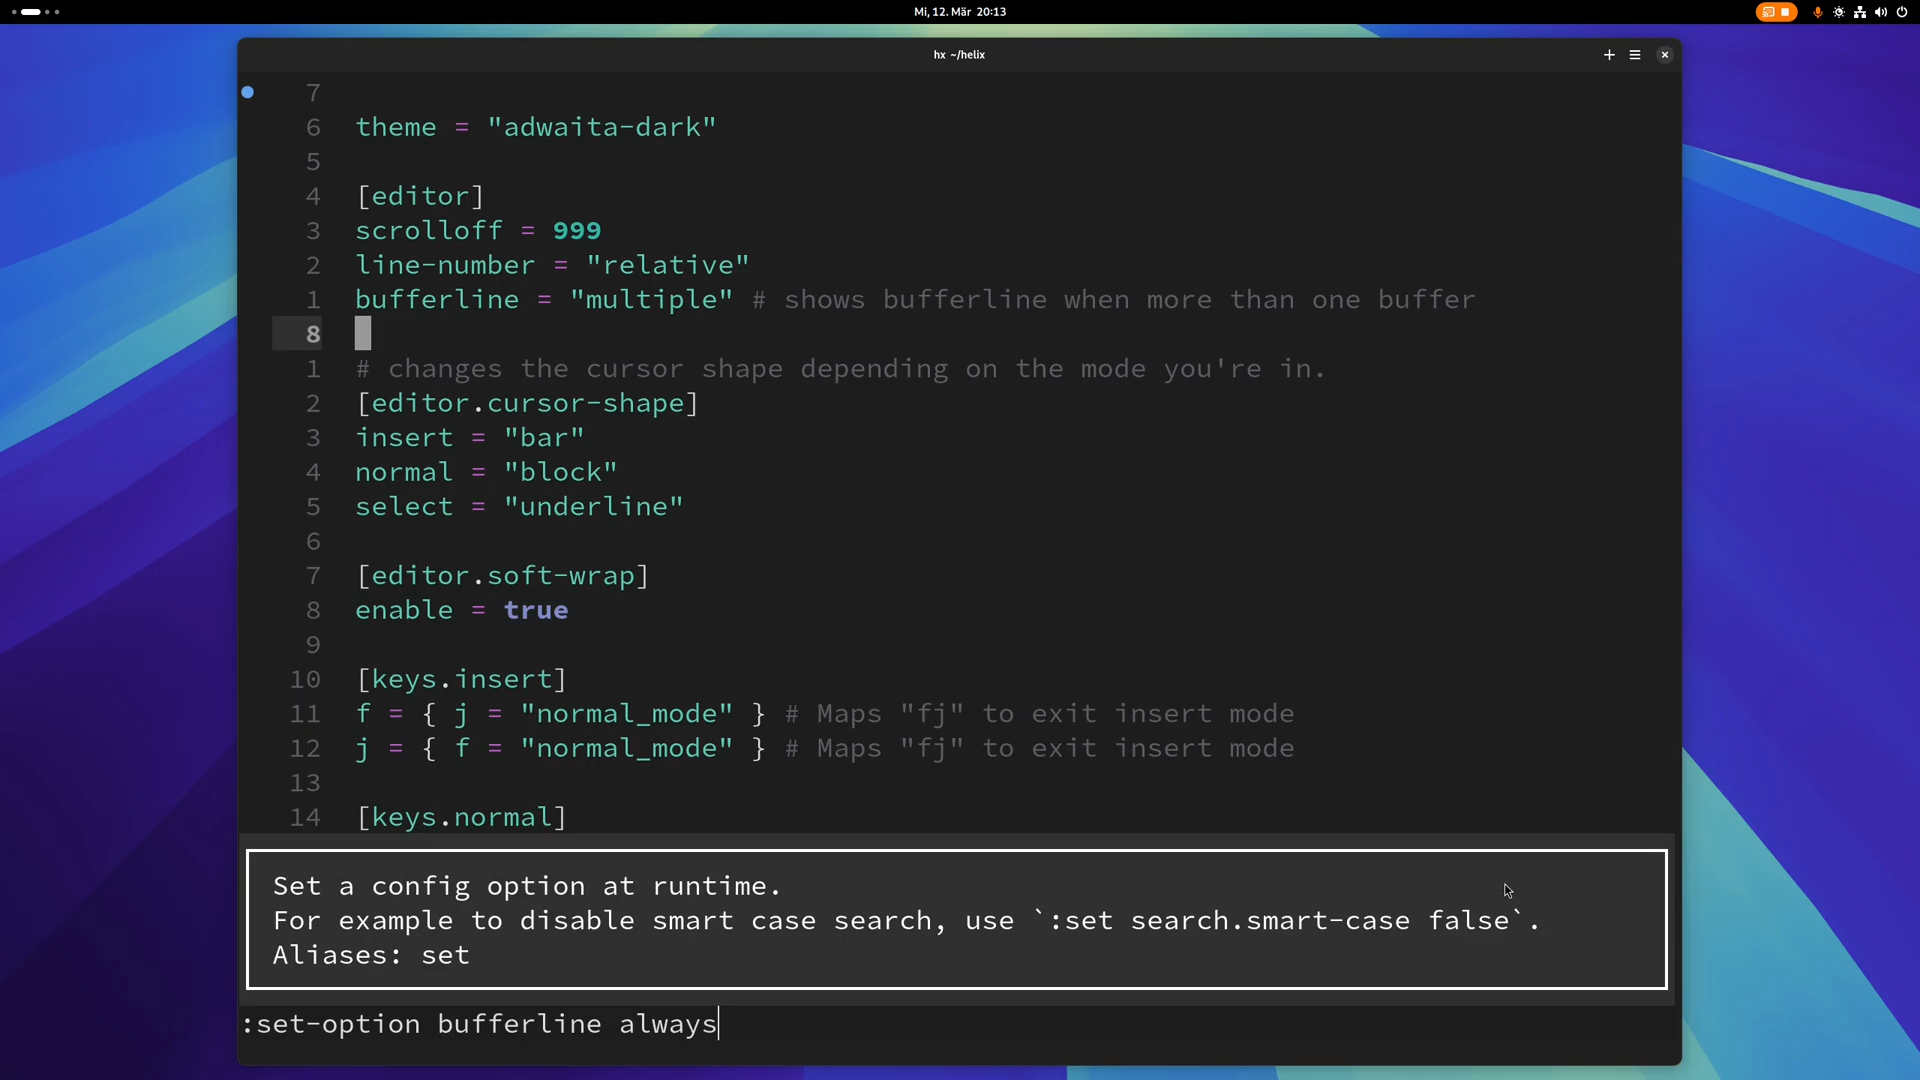 Mi, 12. Mär 20:13
hx ~/helix
7
6 theme = "adwaita-dark"
5
4 [editor]
3 scrolloff = 999
2 line-number = "relative"
1 bufferline = "multiple" # shows bufferline when more than one buffer
8
1 # changes the cursor shape depending on the mode you're in.
2 [editor.cursor-shape]
3 insert = "bar"
4 normal = "block"
5 select = "underline"
6
7 [editor.soft-wrap]
8 enable = true
9
10 [keys.insert]
11 f = { j = "normal_mode" } # Maps "fj" to exit insert mode
12 j = { f = "normal_mode" } # Maps "fj" to exit insert mode
13
14 [keys.normal]
Set a config option at runtime.
For example to disable smart case search, use `:set search.smart-case false`.
Aliases: set
:set-option bufferline always